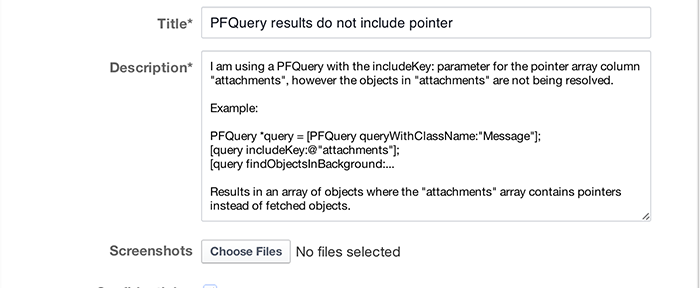 Title* PFQuery results do not include pointer
Description* I am using a PFQuery with the includeKey: parameter for the pointer array column
"attachments", however the objects in "attachments" are not being resolved.
Example:
PFQuery *query = [PFQuery queryWithClassName:"Message"];
[query includeKey:@"attachments"];
[query findObjectsInBackground:...
Results in an array of objects where the "attachments" array contains pointers
instead of fetched objects.
Screenshots Choose Files No files selected